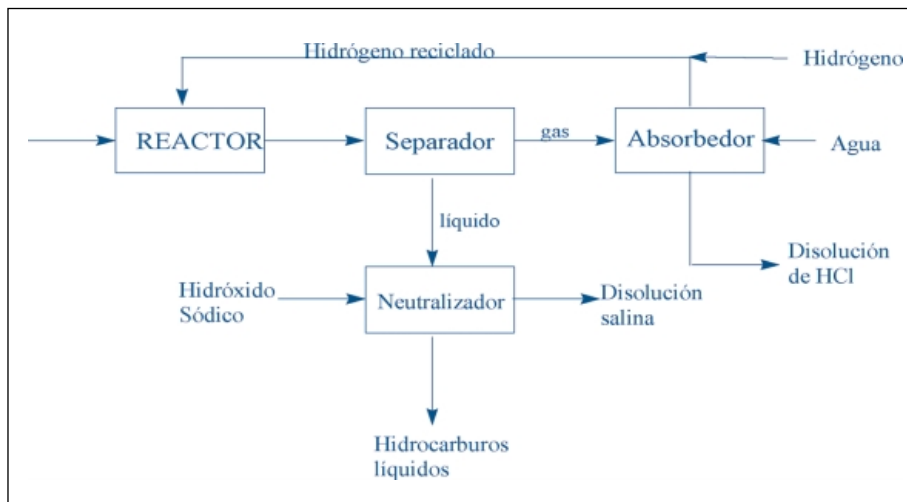 Hidrógeno reciclado
Hidrógeno
REACTOR
Separador
gas
Absorbedor
Agua
líquido
Disolución
de HCl
Hidróxido
Sódico
Neutralizador
Disolución
salina
Hidrocarburos
líquidos